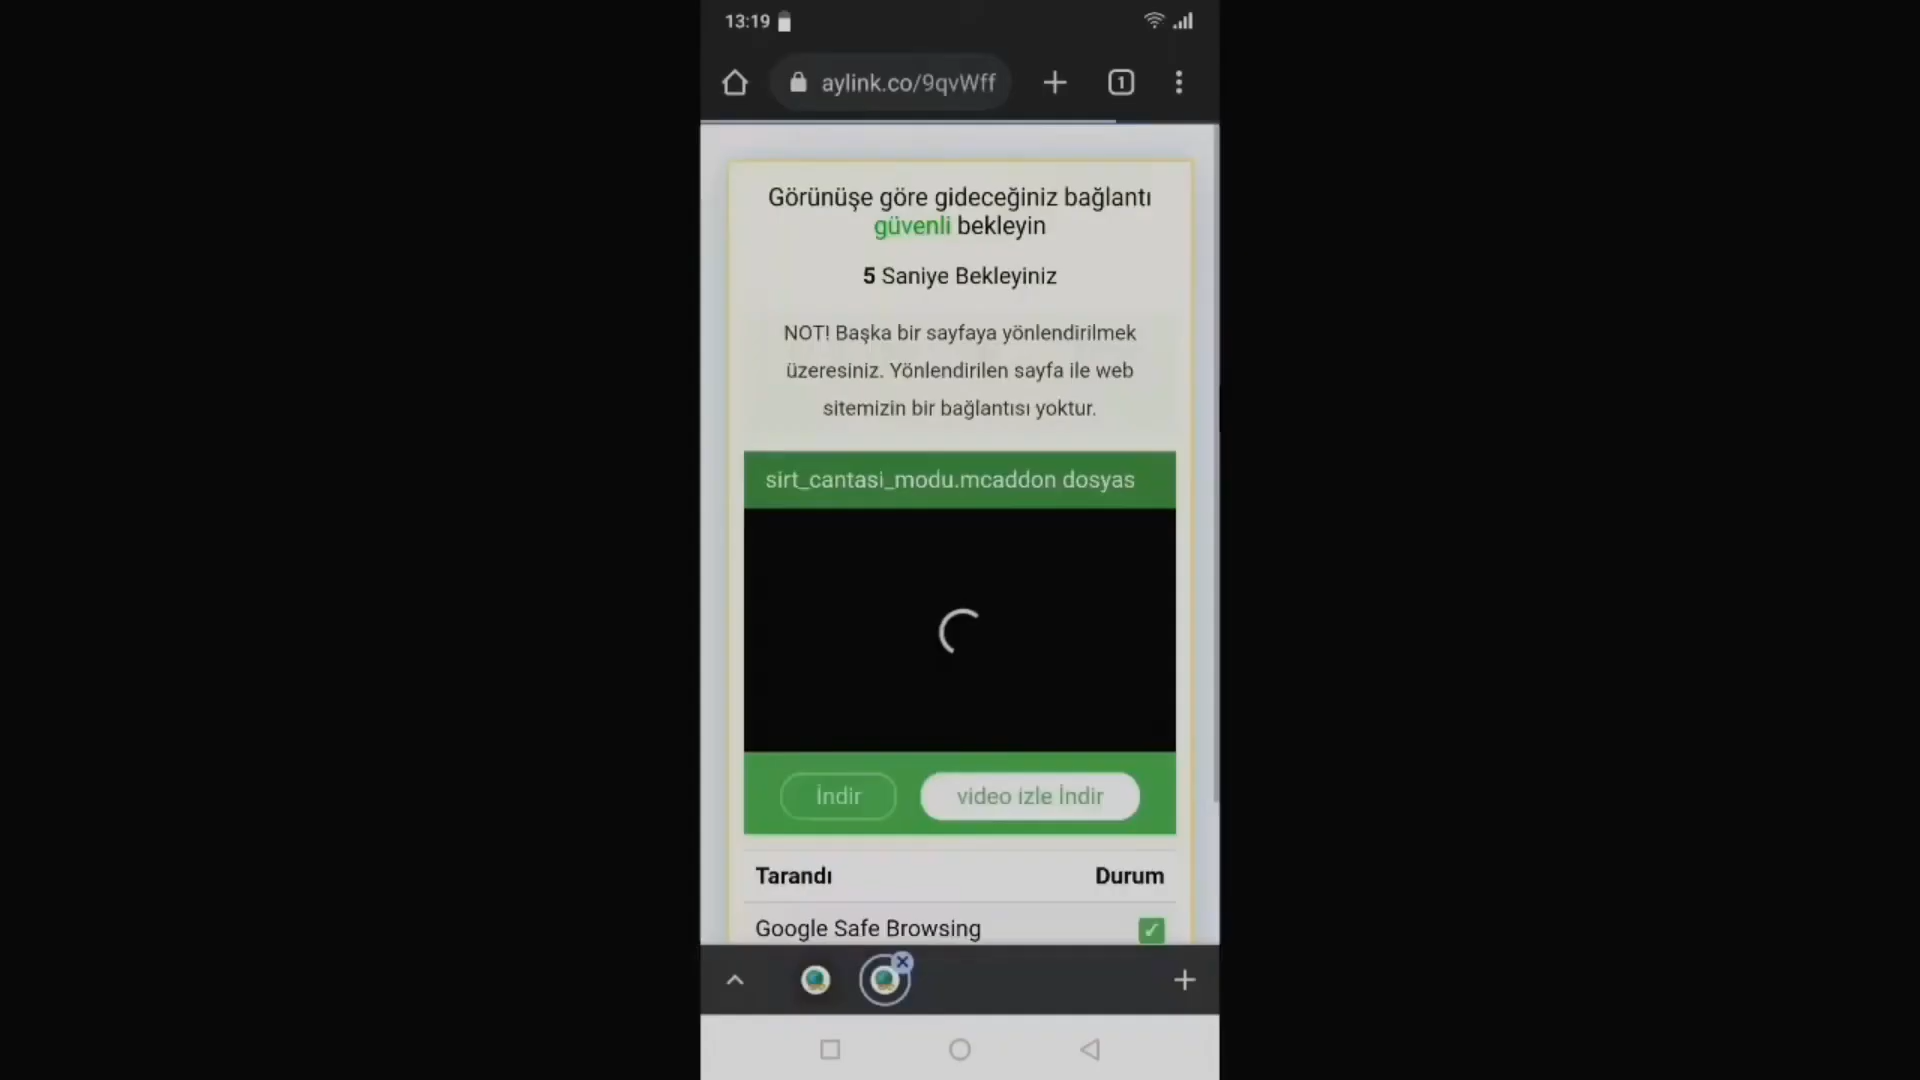 13:19
aylink.co/9qvWff
1
Görünüşe göre gideceğiniz bağlantı
güvenli bekleyin
5 Saniye Bekleyiniz
NOT! Başka bir sayfaya yönlendirilmek
üzeresiniz. Yönlendirilen sayfa ile web
sitemizin bir bağlantısı yoktur.
sirt_cantasi_modu.mcaddon dosyas
İndir
video izle İndir
Tarandı Durum
Google Safe Browsing